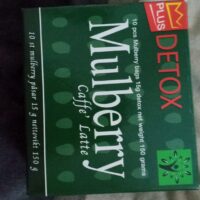 PLUS
DETOX
10 pcs Mulberry bags 15g detox net weight 150 grams
Mulberry
Caffe' Latte
10 st mulberry påsar 15 g nettovikt 150 g